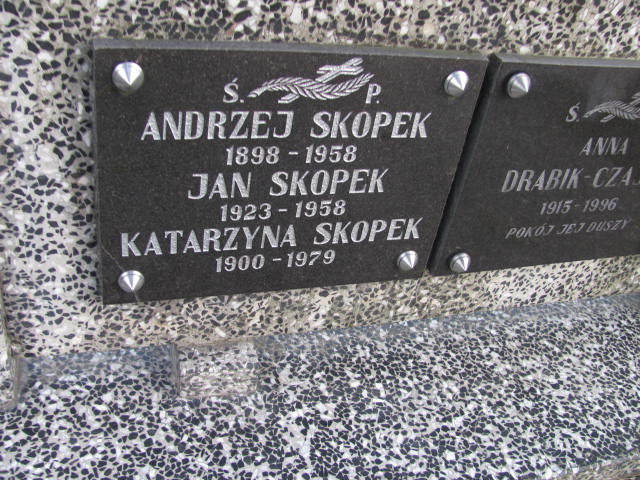 Ś. P.
ANDRZEJ SKOPEK
1898 - 1958
JAN SKOPEK
1923 - 1958
KATARZYNA SKOPEK
1900 - 1979
Ś.
ANNA
DRABIK-CZAJ
1915 - 1996
POKÓJ JEJ DUSZY